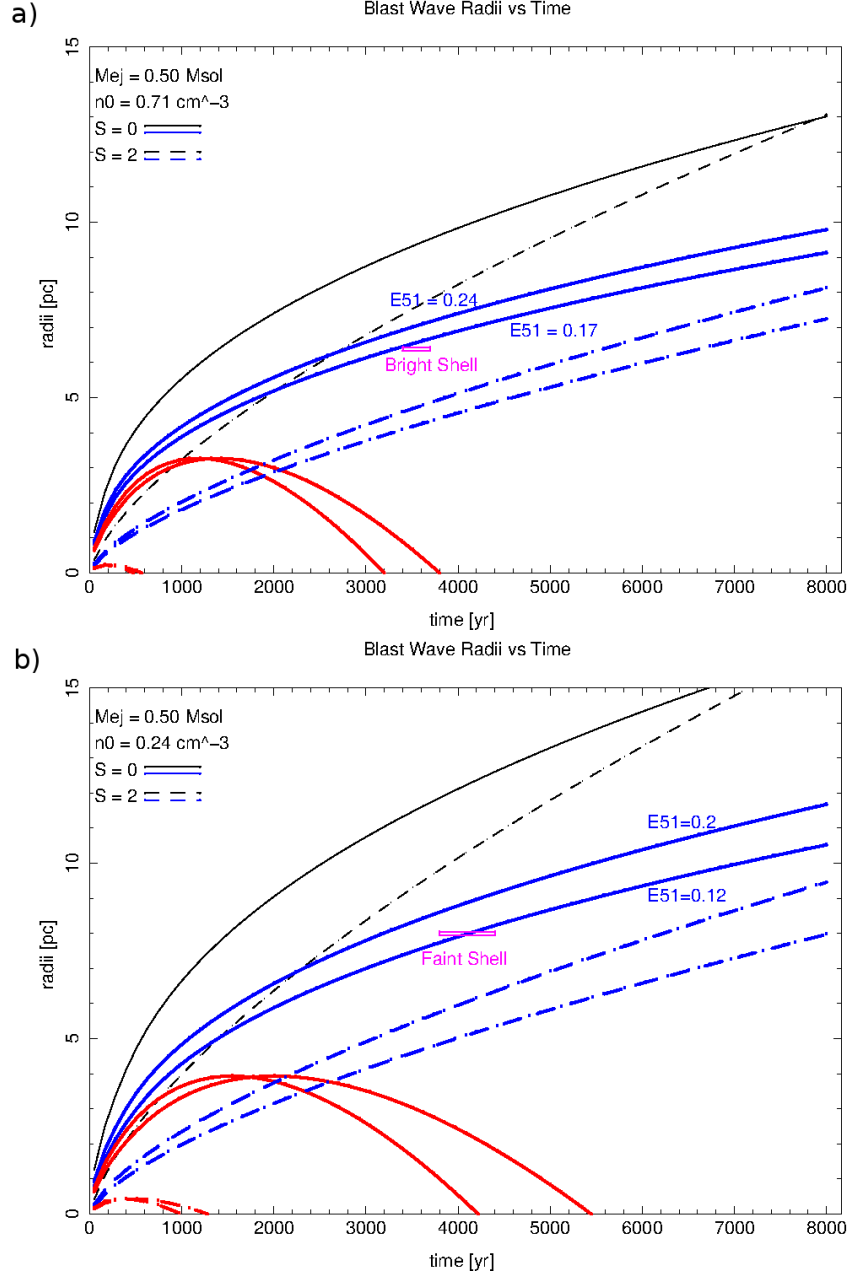 a)
Blast Wave Radii vs Time
15
Mej = 0.50 Msol
n0 = 0.71 cm^−3
S = 0
S = 2
10
radii [pc]
E51 = 0.24
E51 = 0.17
Bright Shell
5
0
0 1000 2000 3000 4000 5000 6000 7000 8000
time [yr]
b)
Blast Wave Radii vs Time
15
Mej = 0.50 Msol
n0 = 0.24 cm^−3
S = 0
S = 2
E51=0.2
10
radii [pc]
E51=0.12
Faint Shell
5
0
0 1000 2000 3000 4000 5000 6000 7000 8000
time [yr]